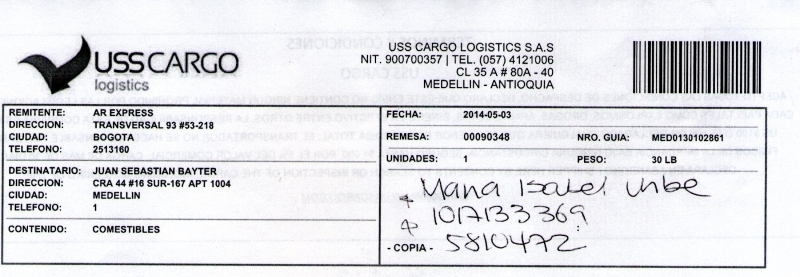 USS CARGO
logistics
USS CARGO LOGISTICS S.A.S
NIT. 900700357 | TEL. (057) 4121006
CL 35 A # 80A - 40
MEDELLIN - ANTIOQUIA
REMITENTE: AR EXPRESS
DIRECCION: TRANSVERSAL 93 #53-218
CIUDAD: BOGOTA
TELEFONO: 2513160
DESTINATARIO: JUAN SEBASTIAN BAYTER
DIRECCION: CRA 44 #16 SUR-167 APT 1004
CIUDAD: MEDELLIN
TELEFONO: 1
CONTENIDO: COMESTIBLES
FECHA: 2014-05-03
REMESA: 00090348 NRO. GUIA: MED0130102861
UNIDADES: 1 PESO: 30 LB
Maria Isabel Uribe
1017133369
- COPIA - 5810472